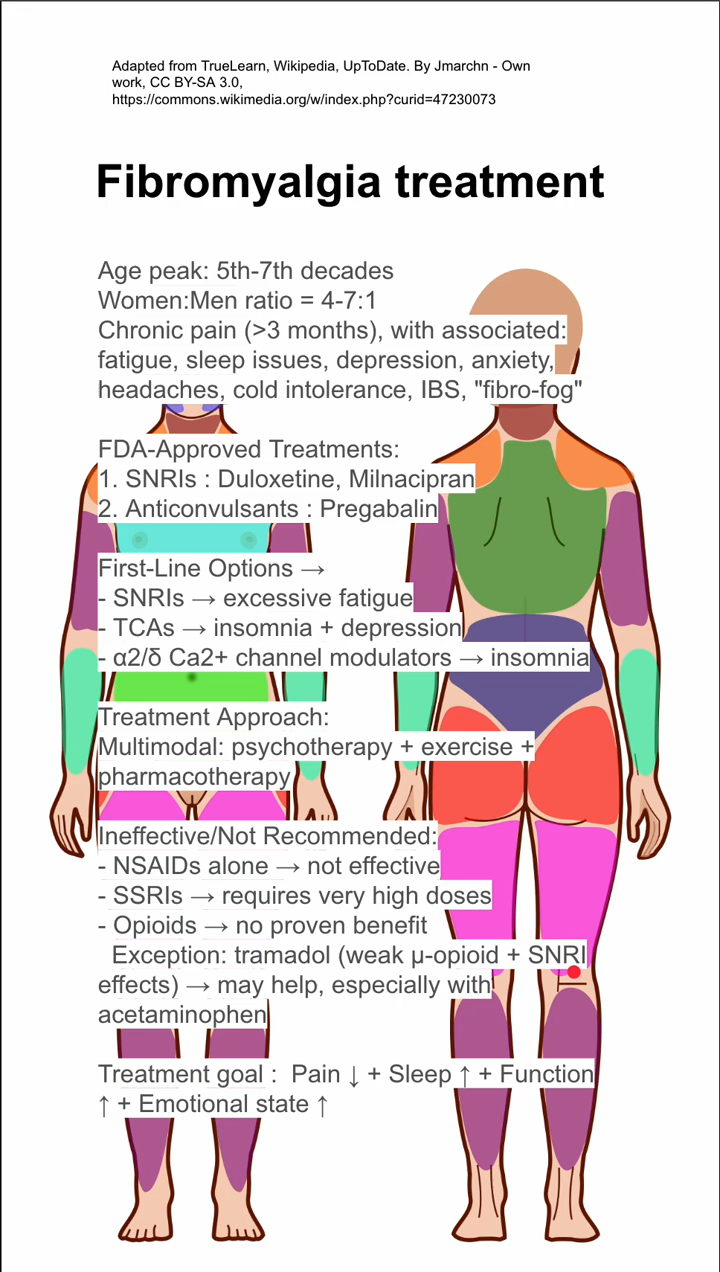 Adapted from TrueLearn, Wikipedia, UpToDate. By Jmarchn - Own
work, CC BY-SA 3.0,
https://commons.wikimedia.org/w/index.php?curid=47230073
Fibromyalgia treatment
Age peak: 5th-7th decades
Women:Men ratio = 4-7:1
Chronic pain (>3 months), with associated:
fatigue, sleep issues, depression, anxiety,
headaches, cold intolerance, IBS, "fibro-fog"
FDA-Approved Treatments:
1. SNRIs : Duloxetine, Milnacipran
2. Anticonvulsants : Pregabalin
First-Line Options →
- SNRIs → excessive fatigue
- TCAs → insomnia + depression
- α2/δ Ca2+ channel modulators → insomnia
Treatment Approach:
Multimodal: psychotherapy + exercise +
pharmacotherapy
Ineffective/Not Recommended:
- NSAIDs alone → not effective
- SSRIs → requires very high doses
- Opioids → no proven benefit
Exception: tramadol (weak μ-opioid + SNRI
effects) → may help, especially with
acetaminophen
Treatment goal :  Pain ↓ + Sleep ↑ + Function
↑ + Emotional state ↑